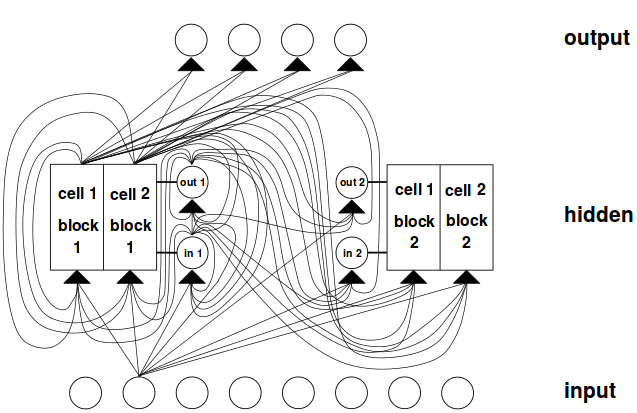 output
cell 1
block
1
cell 2
block
1
out 1
in 1
out 2
in 2
cell 1
block
2
cell 2
block
2
hidden
input